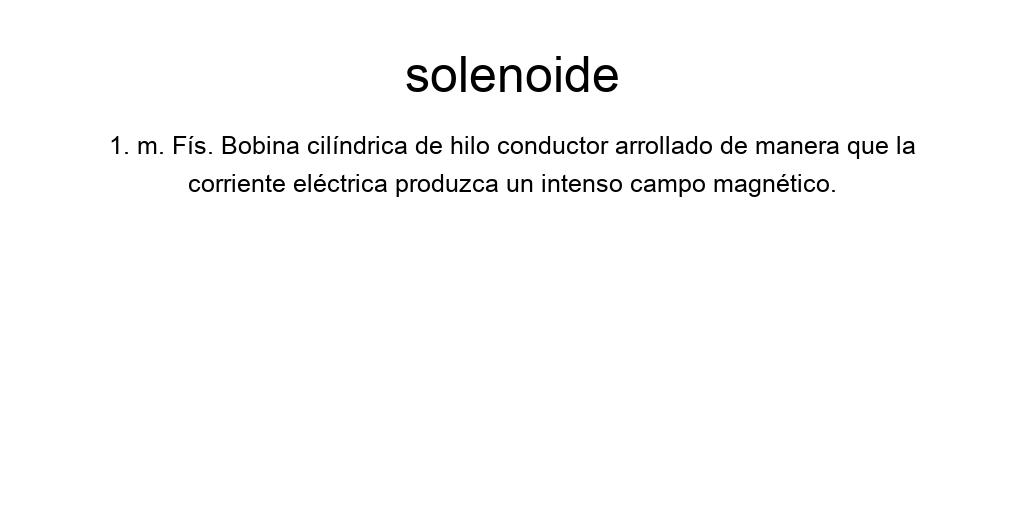 solenoide
1. m. Fís. Bobina cilíndrica de hilo conductor arrollado de manera que la
corriente eléctrica produzca un intenso campo magnético.